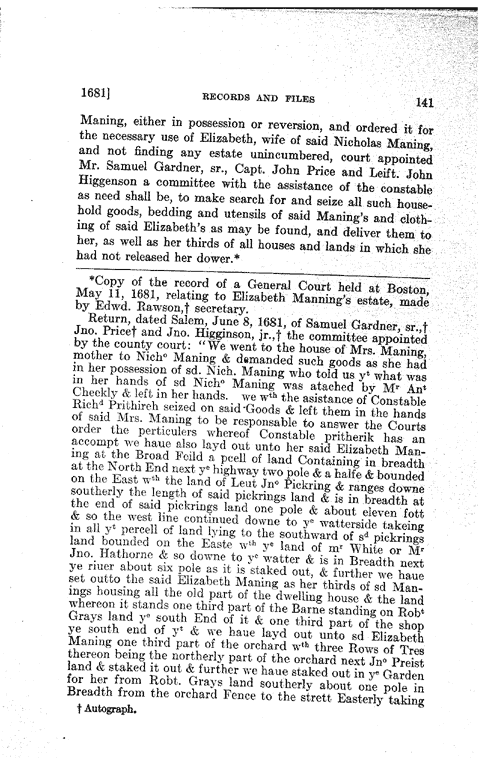 1681]
RECORDS AND FILES
141
Maning, either in possession or reversion, and ordered it for
the necessary use of Elizabeth, wife of said Nicholas Maning,
and not finding any estate unincumbered, court appointed
Mr. Samuel Gardner, sr., Capt. John Price and Leift. John
Higgenson a committee with the assistance of the constable
as need shall be, to make search for and seize all such house-
hold goods, bedding and utensils of said Maning's and cloth-
ing of said Elizabeth's as may be found, and deliver them to
her, as well as her thirds of all houses and lands in which she
had not released her dower.*
*Copy of the record of a General Court held at Boston,
May 11, 1681, relating to Elizabeth Manning's estate, made
by Edwd. Rawson,† secretary.
Return, dated Salem, June 8, 1681, of Samuel Gardner, sr.,†
Jno. Price† and Jno. Higginson, jr.,† the committee appointed
by the county court: "We went to the house of Mrs. Maning,
mother to Nichº Maning & demanded such goods as she had
in her possession of sd. Nich. Maning who told us yᵗ what was
in her hands of sd Nichº Maning was atached by Mʳ Anᵗ
Checkly & left in her hands. we wᵗʰ the asistance of Constable
Richᵈ Prithirch seized on said Goods & left them in the hands
of said Mrs. Maning to be responsable to answer the Courts
order the perticulers whereof Constable pritherik has an
accompt we haue also layd out unto her said Elizabeth Man-
ing at the Broad Feild a pcell of land Containing in breadth
at the North End next yᵉ highway two pole & a halfe & bounded
on the East wᵗʰ the land of Leut Jnº Pickring & ranges downe
southerly the length of said pickrings land & is in breadth at
the end of said pickrings land one pole & about eleven fott
& so the west line continued downe to yᵉ watterside takeing
in all yᵗ percell of land lying to the southward of sᵈ pickrings
land bounded on the Easte wᵗʰ yᵉ land of mʳ White or Mʳ
Jno. Hathorne & so downe to yᵉ watter & is in Breadth next
ye riuer about six pole as it is staked out, & further we haue
set outto the said Elizabeth Maning as her thirds of sd Man-
ings housing all the old part of the dwelling house & the land
whereon it stands one third part of the Barne standing on Robᵗ
Grays land yᵉ south End of it & one third part of the shop
ye south end of yᵗ & we haue layd out unto sd Elizabeth
Maning one third part of the orchard wᵗʰ three Rows of Tres
thereon being the northerly part of the orchard next Jnº Preist
land & staked it out & further we haue staked out in yᵉ Garden
for her from Robt. Grays land southerly about one pole in
Breadth from the orchard Fence to the strett Easterly taking
† Autograph.